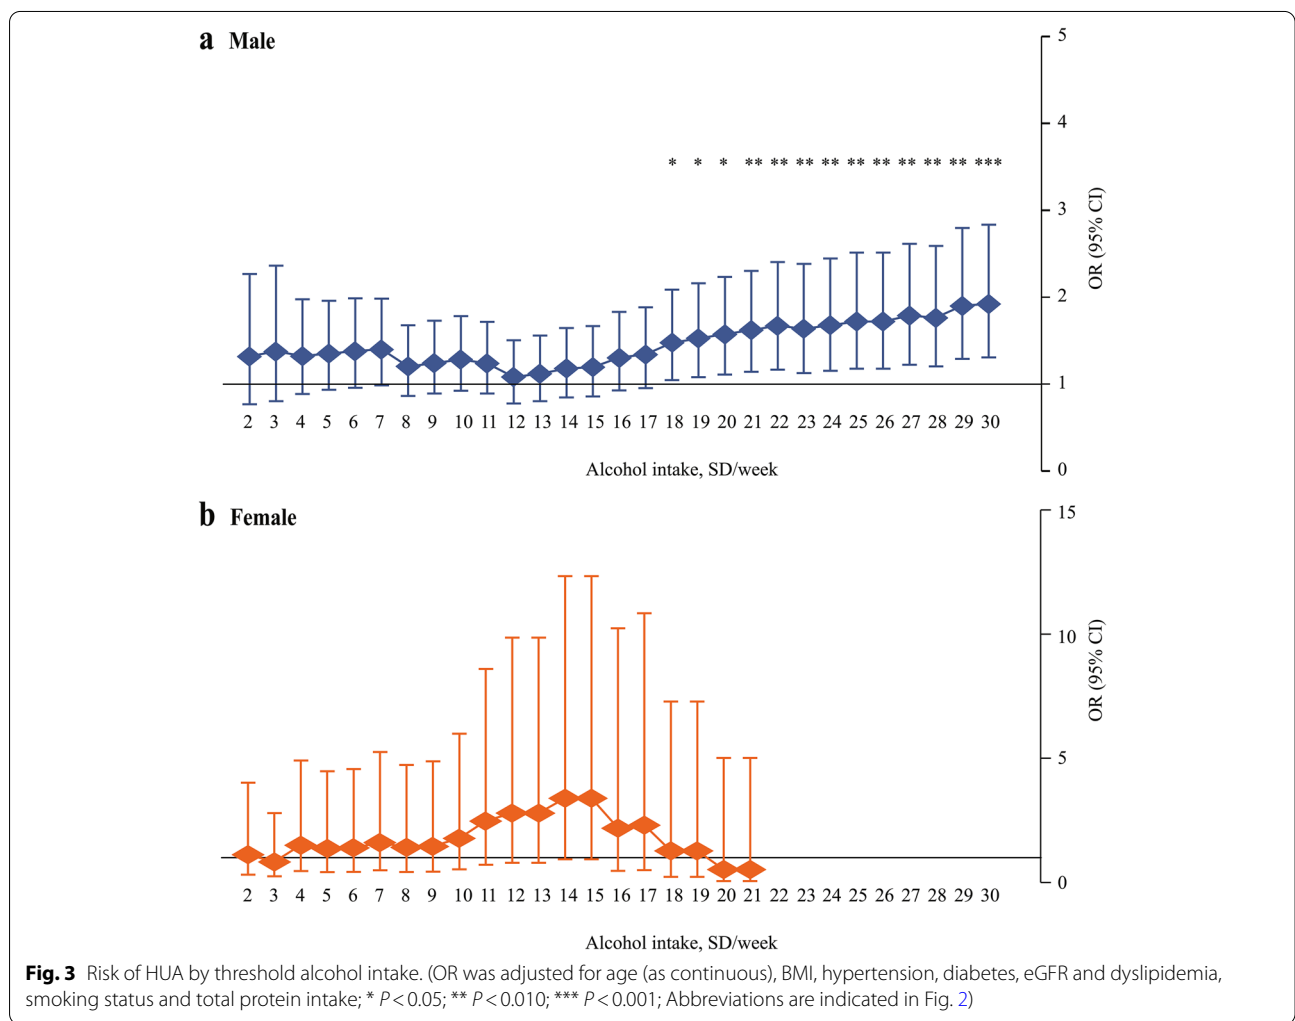 a Male
5
4
* * * ** ** ** ** ** ** ** ** ** ***
3
OR (95% CI)
2
1
2 3 4 5 6 7 8 9 10 11 12 13 14 15 16 17 18 19 20 21 22 23 24 25 26 27 28 29 30
Alcohol intake, SD/week
0
b Female
15
10
OR (95% CI)
5
0
2 3 4 5 6 7 8 9 10 11 12 13 14 15 16 17 18 19 20 21 22 23 24 25 26 27 28 29 30
Alcohol intake, SD/week
Fig. 3 Risk of HUA by threshold alcohol intake. (OR was adjusted for age (as continuous), BMI, hypertension, diabetes, eGFR and dyslipidemia,
smoking status and total protein intake; * P < 0.05; ** P < 0.010; *** P < 0.001; Abbreviations are indicated in Fig. 2)